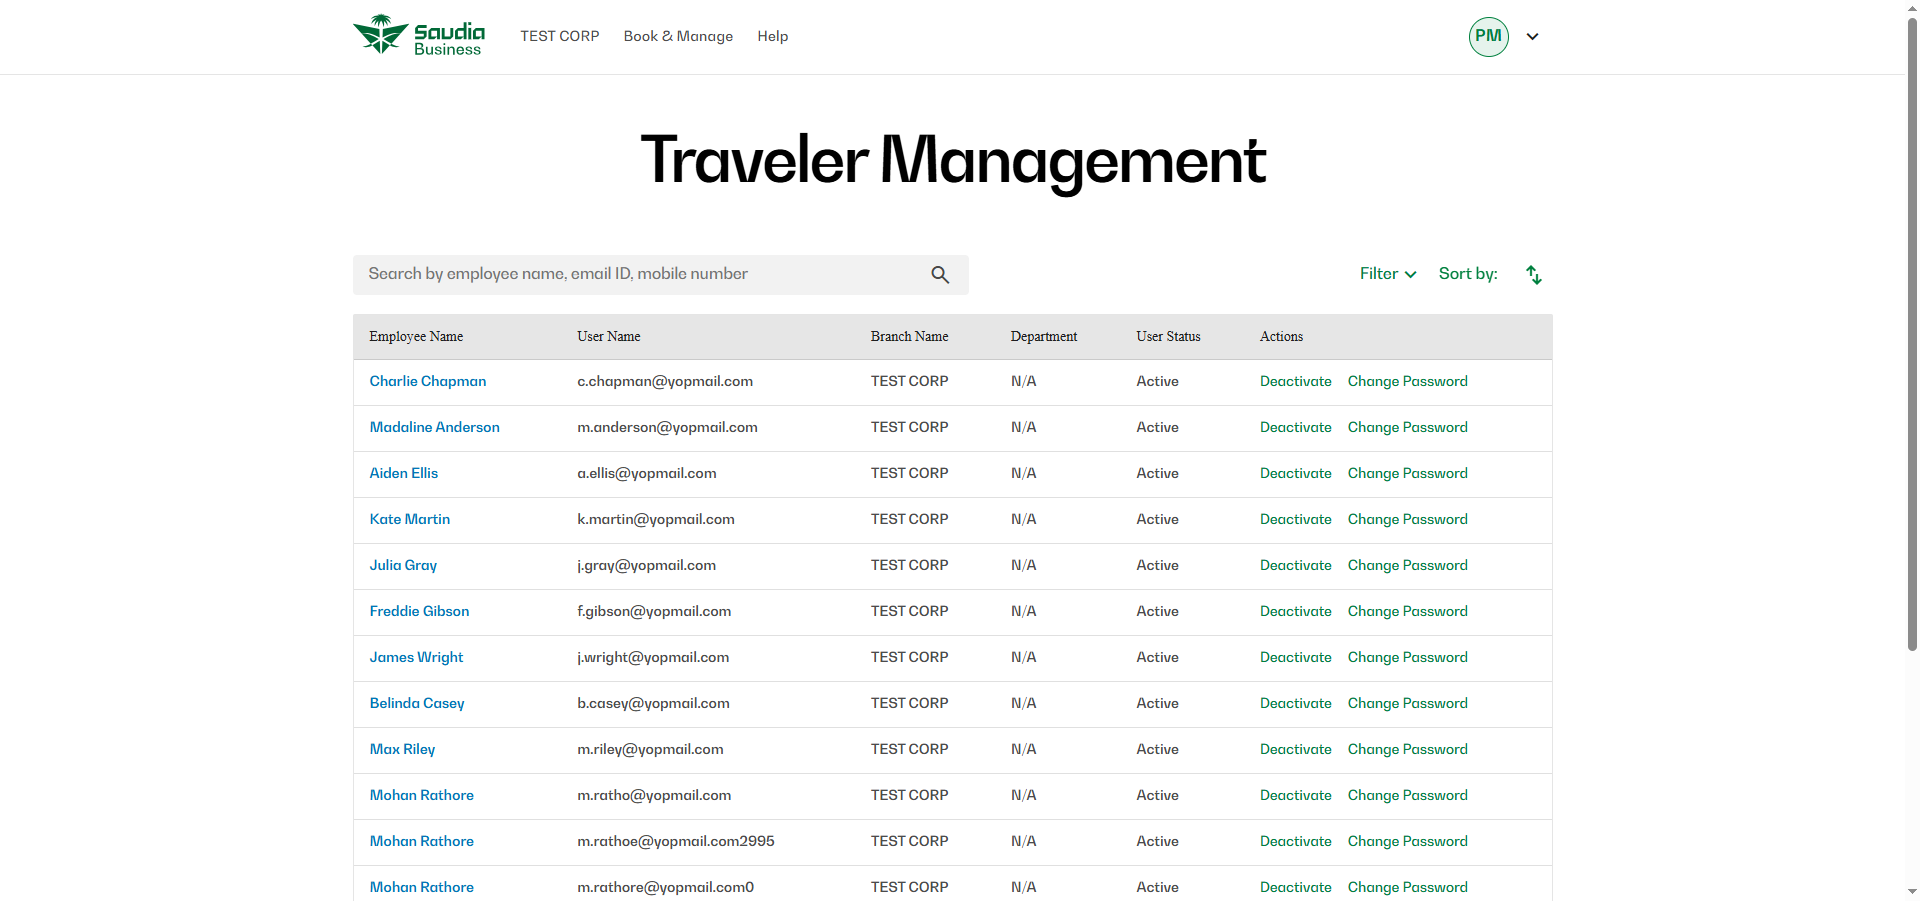 Saudia Business TEST CORP Book & Manage Help PM
Traveler Management
Search by employee name, email ID, mobile number Filter Sort by:
Employee Name User Name Branch Name Department User Status Actions
Charlie Chapman c.chapman@yopmail.com TEST CORP N/A Active Deactivate Change Password
Madaline Anderson m.anderson@yopmail.com TEST CORP N/A Active Deactivate Change Password
Aiden Ellis a.ellis@yopmail.com TEST CORP N/A Active Deactivate Change Password
Kate Martin k.martin@yopmail.com TEST CORP N/A Active Deactivate Change Password
Julia Gray j.gray@yopmail.com TEST CORP N/A Active Deactivate Change Password
Freddie Gibson f.gibson@yopmail.com TEST CORP N/A Active Deactivate Change Password
James Wright j.wright@yopmail.com TEST CORP N/A Active Deactivate Change Password
Belinda Casey b.casey@yopmail.com TEST CORP N/A Active Deactivate Change Password
Max Riley m.riley@yopmail.com TEST CORP N/A Active Deactivate Change Password
Mohan Rathore m.ratho@yopmail.com TEST CORP N/A Active Deactivate Change Password
Mohan Rathore m.rathoe@yopmail.com2995 TEST CORP N/A Active Deactivate Change Password
Mohan Rathore m.rathore@yopmail.com0 TEST CORP N/A Active Deactivate Change Password